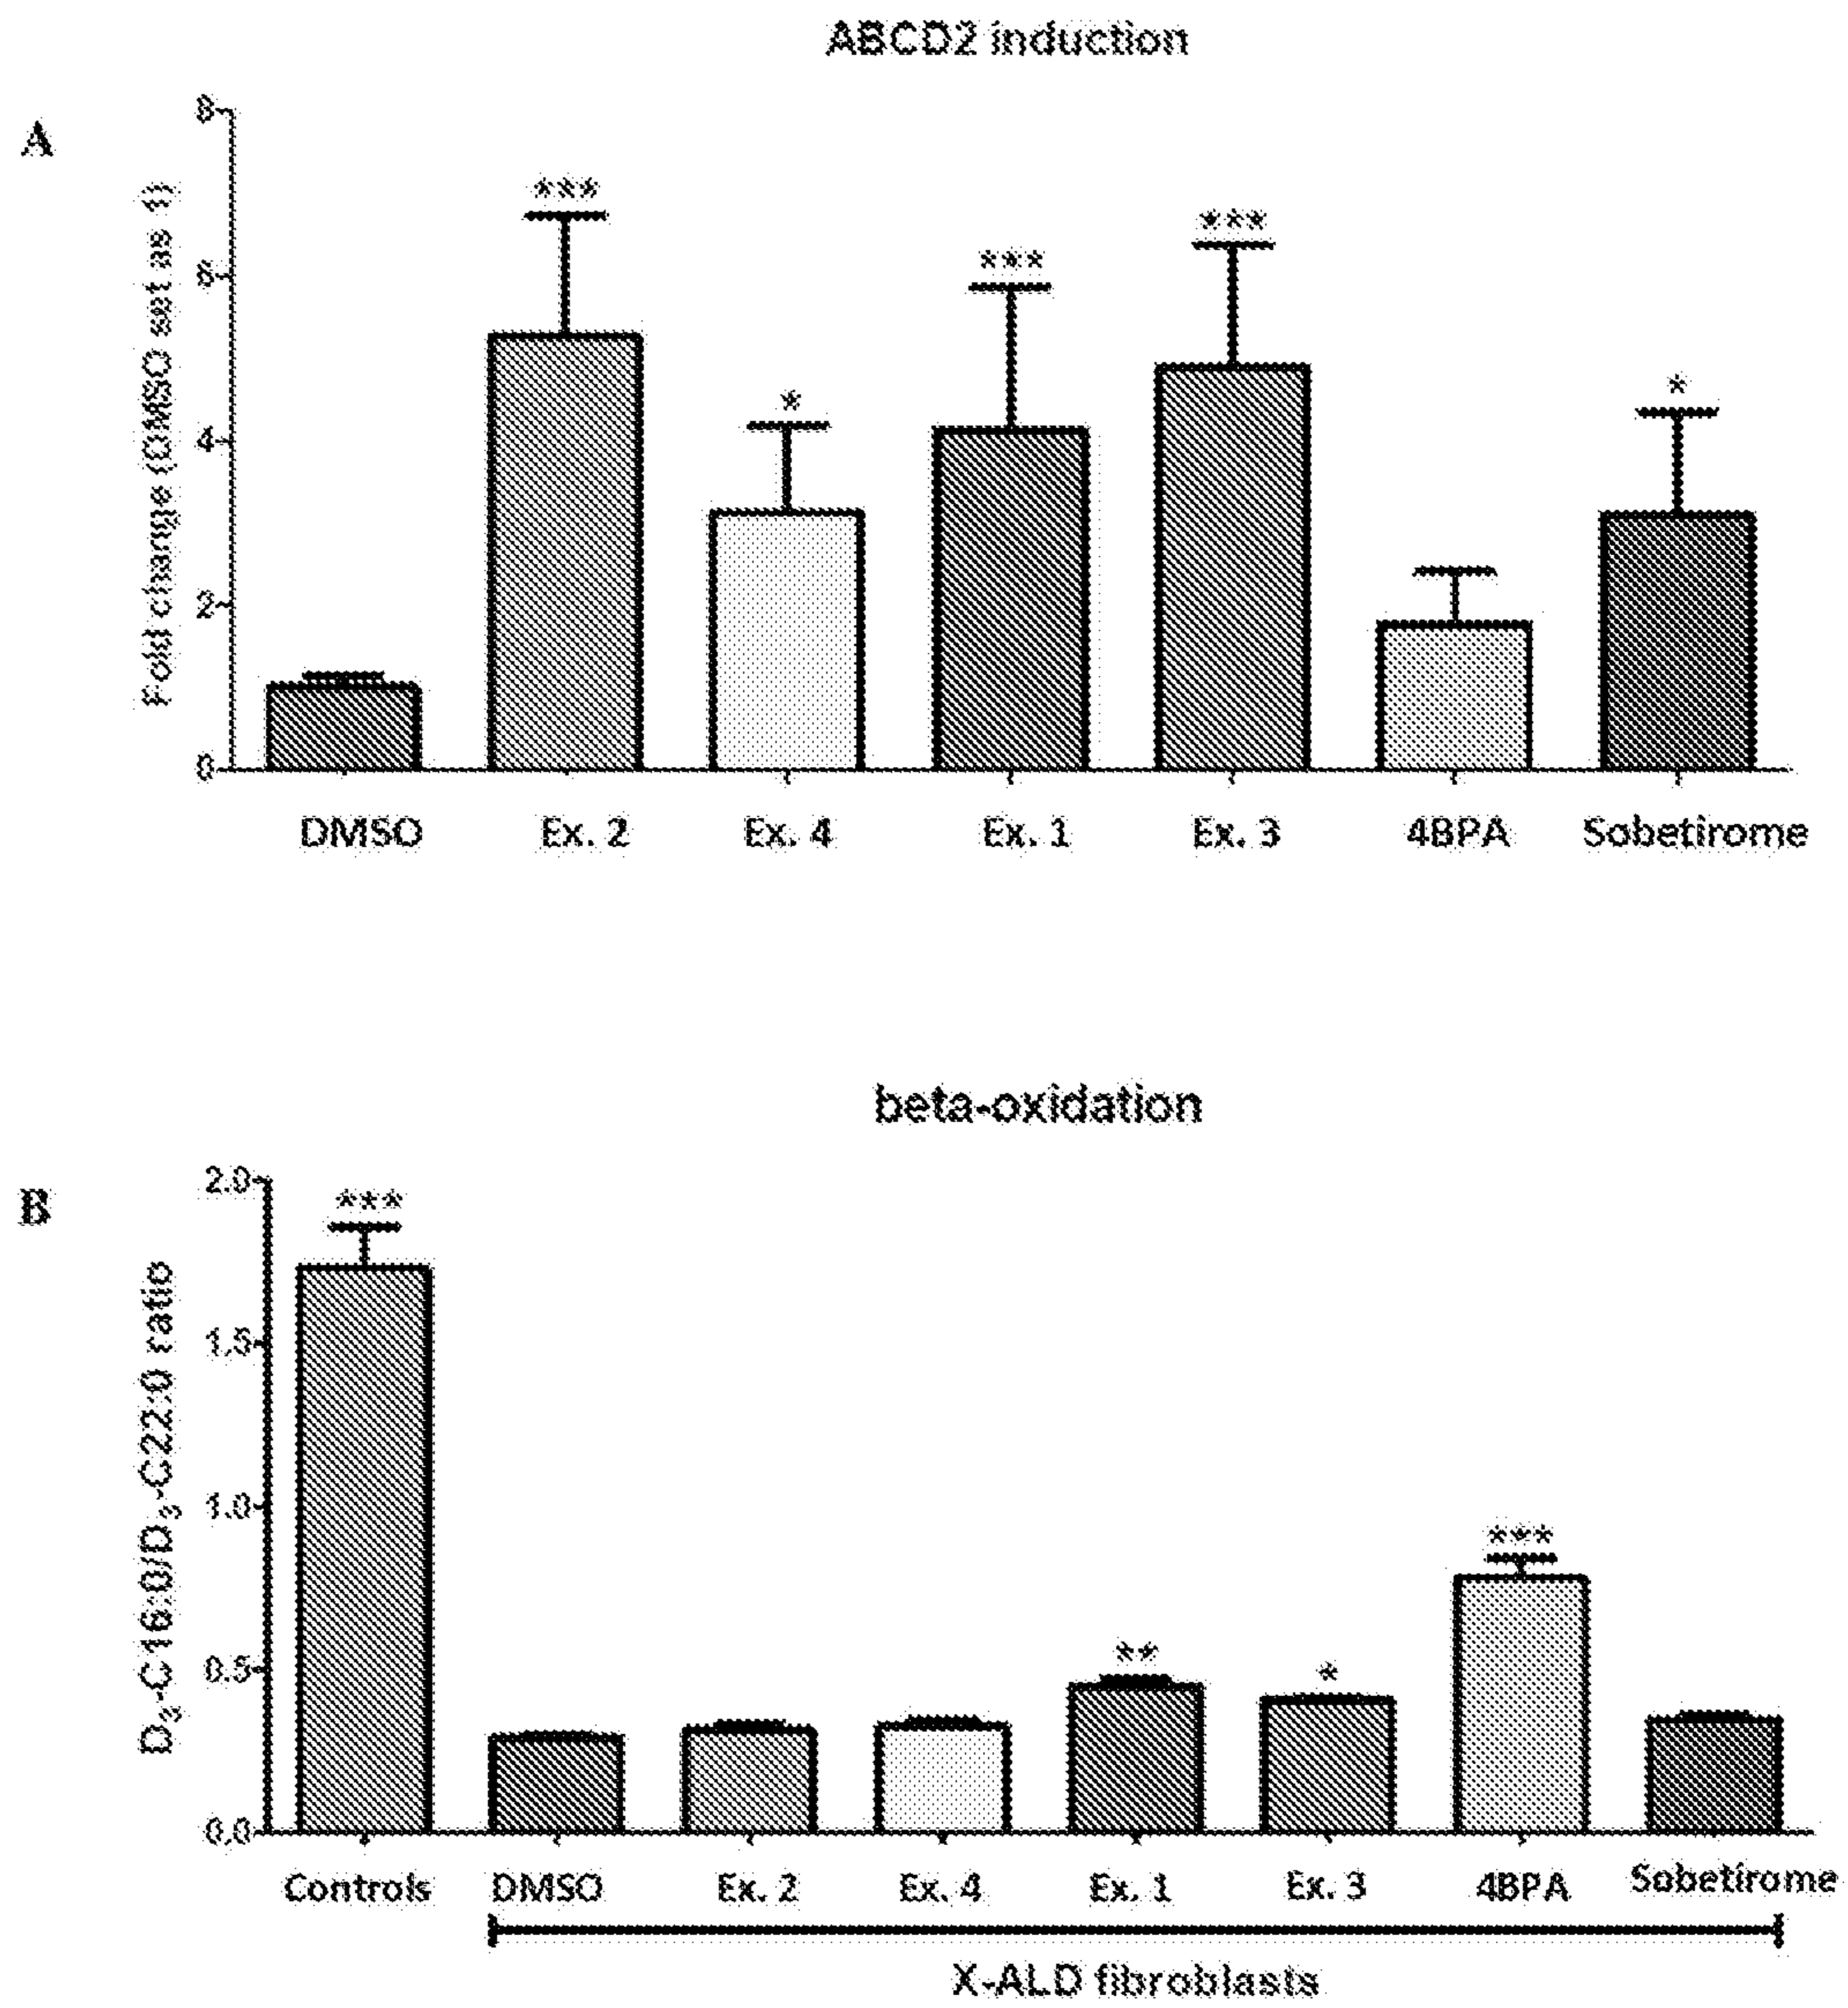 ABCD2 induction
A
Fold change (DMSO set as 1)
8
6
4
2
0
***
*
***
***
*
DMSO Ex. 2 Ex. 4 Ex. 1 Ex. 3 4BPA Sobetirome
beta-oxidation
B
D₃-C16:0/D₃-C22:0 ratio
2.0
1.5
1.0
0.5
0.0
***
**
*
***
Controls DMSO Ex. 2 Ex. 4 Ex. 1 Ex. 3 4BPA Sobetirome
X-ALD fibroblasts